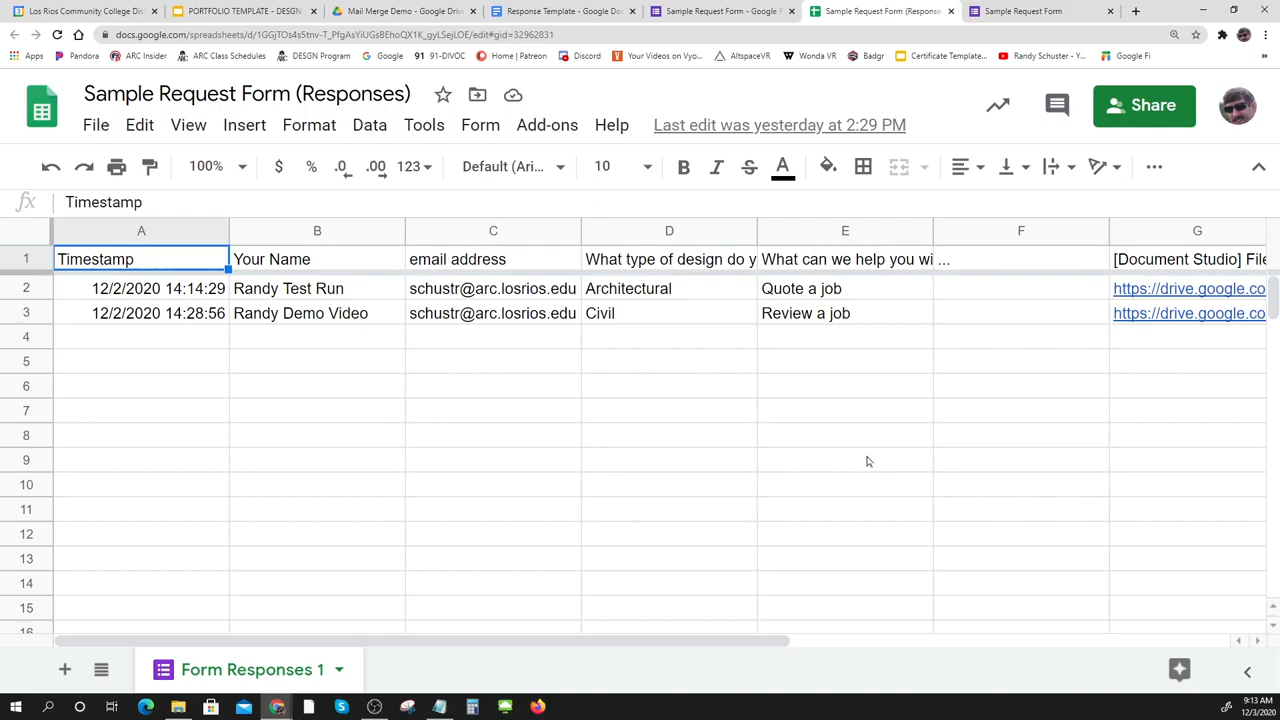 Los Rios Community College Dis
PORTFOLIO TEMPLATE - DESGN
Mail Merge Demo - Google Drive
Response Template - Google Do
Sample Request Form - Google F
Sample Request Form (Response
Sample Request Form
docs.google.com/spreadsheets/d/
Apps
Pandora
ARC Insider
ARC Class Schedules
DESGN Program
Google
91 91-DIVOC
Home | Patreon
Discord
Your Videos on Vyo...
AltspaceVR
Wonda VR
Badgr
Certificate Template...
Randy Schuster - Y...
Google Fi
Sample Request Form (Responses)
Share
File Edit View Insert Format Data Tools Form Add-ons Help Last edit was yesterday at 2:29 PM
100% $ % .0 .00 123 Default (Ari... 10 B I S A
fx Timestamp
A B C D E F G
1 Timestamp Your Name email address What type of design do y What can we help you wi ... [Document Studio] File
2 12/2/2020 14:14:29 Randy Test Run schustr@arc.losrios.edu Architectural Quote a job https://drive.google.co
3 12/2/2020 14:28:56 Randy Demo Video schustr@arc.losrios.edu Civil Review a job https://drive.google.co
4
5
6
7
8
9
10
11
12
13
14
15
16
Form Responses 1
9:13 AM
12/3/2020